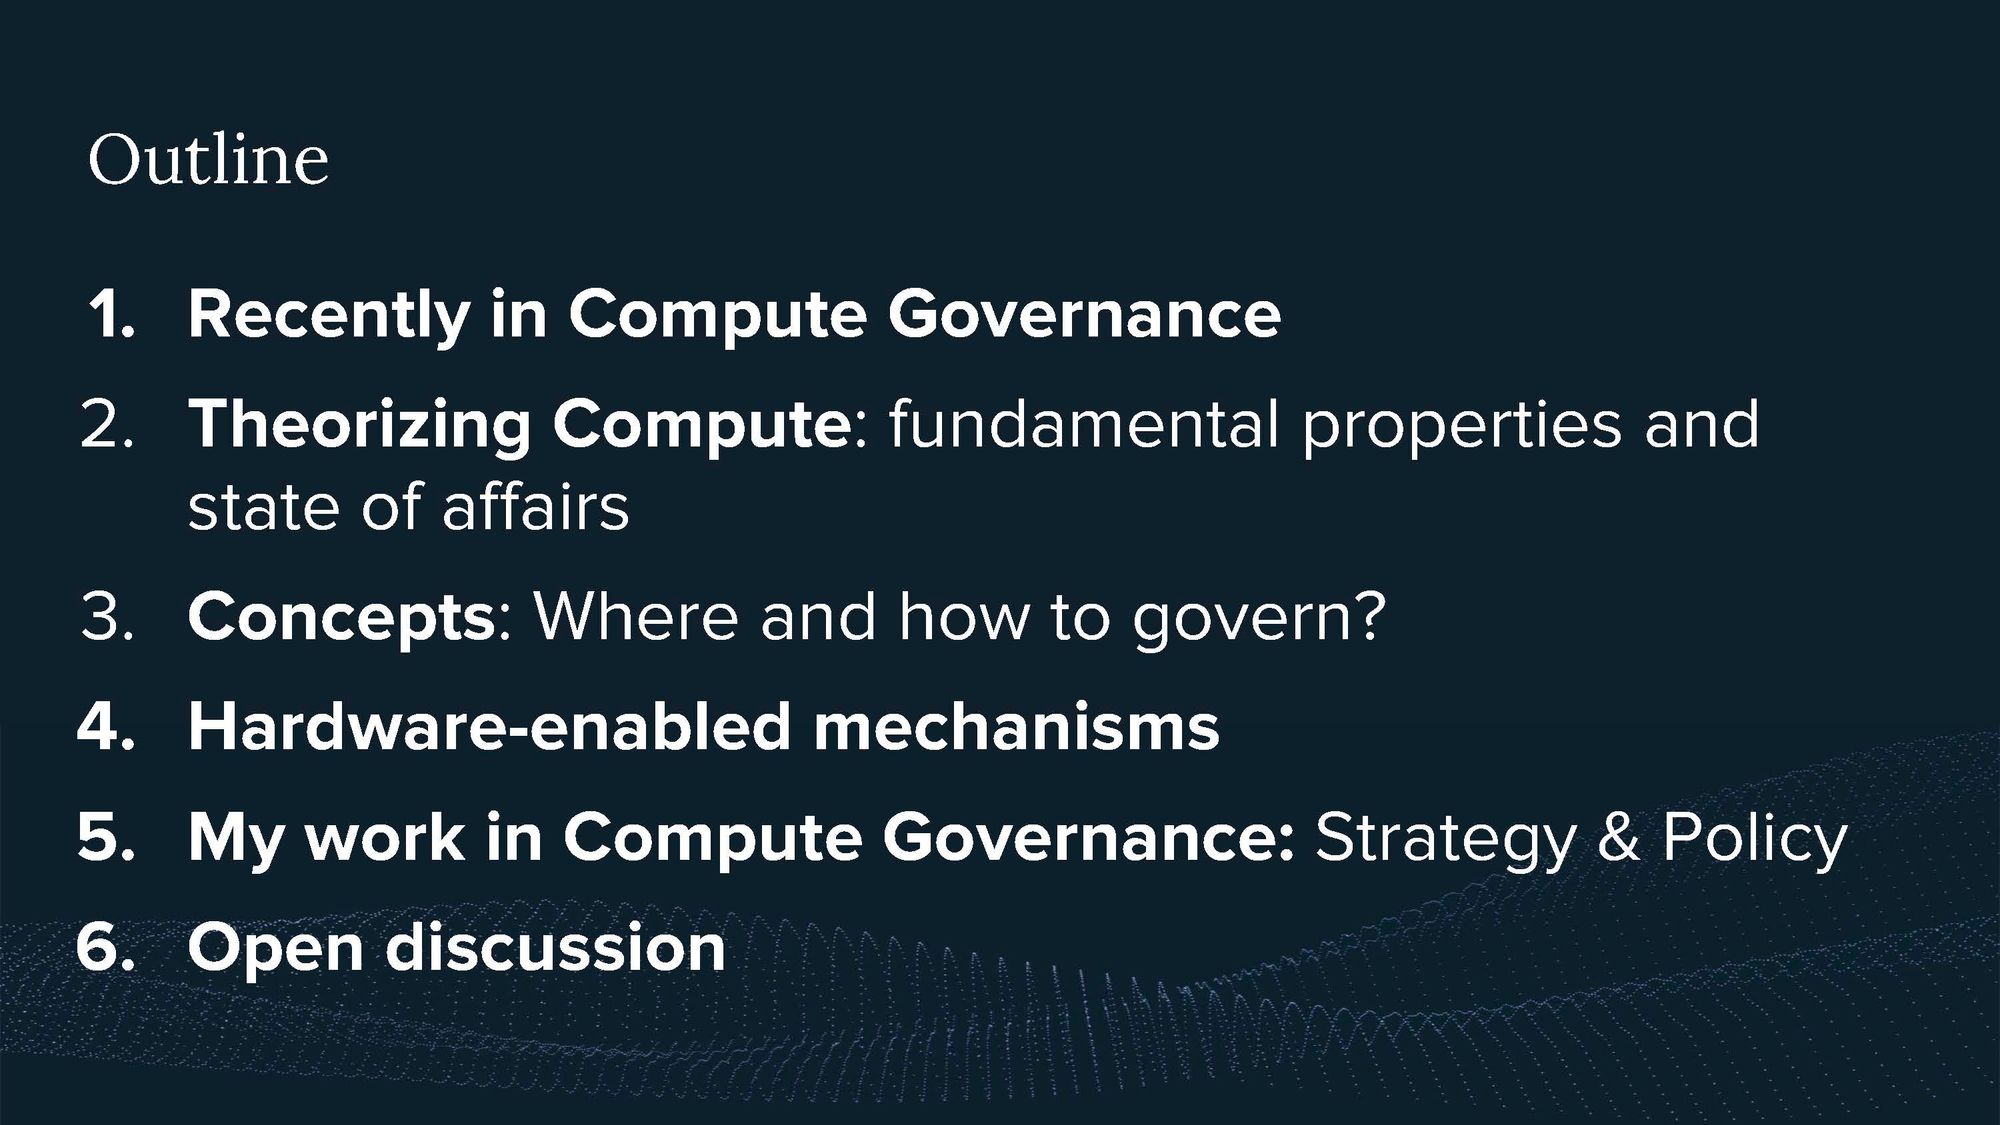 Outline
1. Recently in Compute Governance
2. Theorizing Compute: fundamental properties and
state of affairs
3. Concepts: Where and how to govern?
4. Hardware-enabled mechanisms
5. My work in Compute Governance: Strategy & Policy
6. Open discussion